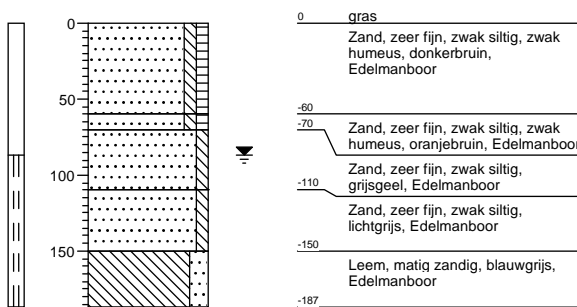 0
50
100
150
0 gras
Zand, zeer fijn, zwak siltig, zwak
humeus, donkerbruin,
Edelmanboor
-60
Zand, zeer fijn, zwak siltig, zwak
-70
humeus, oranjebruin, Edelmanboor
Zand, zeer fijn, zwak siltig,
grijsgeel, Edelmanboor
-110
Zand, zeer fijn, zwak siltig,
lichtgrijs, Edelmanboor
-150
Leem, matig zandig, blauwgrijs,
Edelmanboor
-187